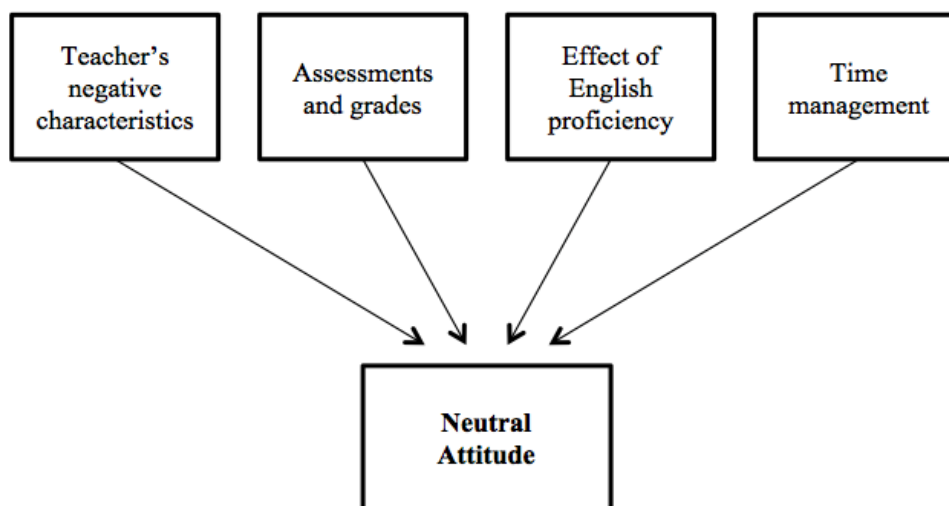 Teacher’s
negative
characteristics
Assessments
and grades
Effect of
English
proficiency
Time
management
Neutral
Attitude